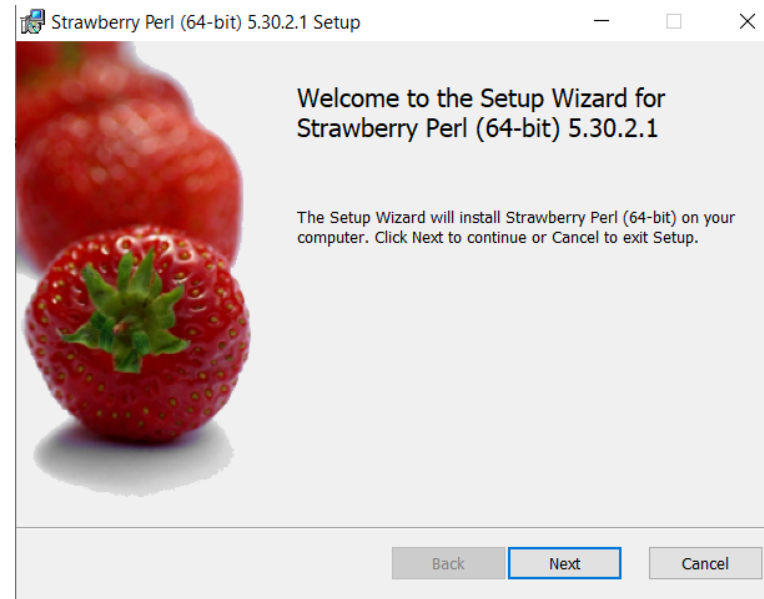 Strawberry Perl (64-bit) 5.30.2.1 Setup
Welcome to the Setup Wizard for
Strawberry Perl (64-bit) 5.30.2.1
The Setup Wizard will install Strawberry Perl (64-bit) on your
computer. Click Next to continue or Cancel to exit Setup.
Back Next Cancel